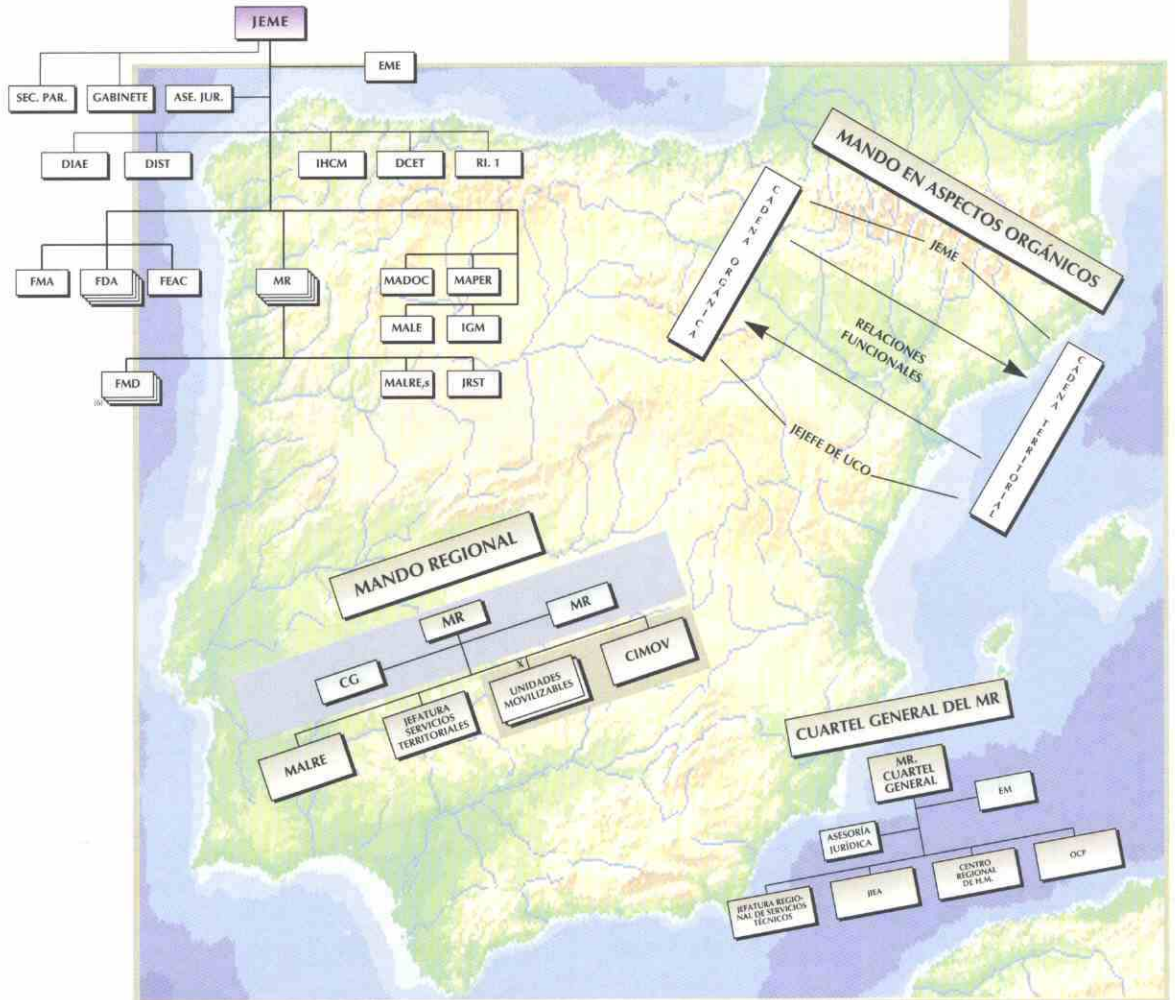 JEME
EME
SEC. PAR.
GABINETE
ASE. JUR.
DIAE
DIST
IHCM
DCET
RI. 1
FMA
FDA
FEAC
MR
MADOC
MAPER
MALE
IGM
FMD
MALRE,s
JRST
MANDO EN ASPECTOS ORGÁNICOS
CADENA ORGÁNICA
JEME
RELACIONES
FUNCIONALES
JEJEFE DE UCO
CADENA TERRITORIAL
MANDO REGIONAL
MR
MR
CG
X
CIMOV
UNIDADES
MOVILIZABLES
JEFATURA
SERVICIOS
TERRITORIALES
MALRE
CUARTEL GENERAL DEL MR
MR.
CUARTEL
GENERAL
EM
ASESORÍA
JURÍDICA
JEFATURA REGIO-
NAL DE SERVICIOS
TÉCNICOS
CENTRO
REGIONAL
DE H.M.